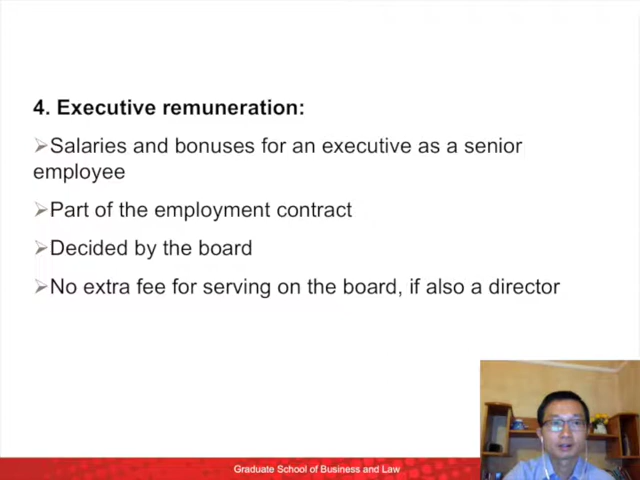 4. Executive remuneration:
➢Salaries and bonuses for an executive as a senior
employee
➢Part of the employment contract
➢Decided by the board
➢No extra fee for serving on the board, if also a director
Graduate School of Business and Law